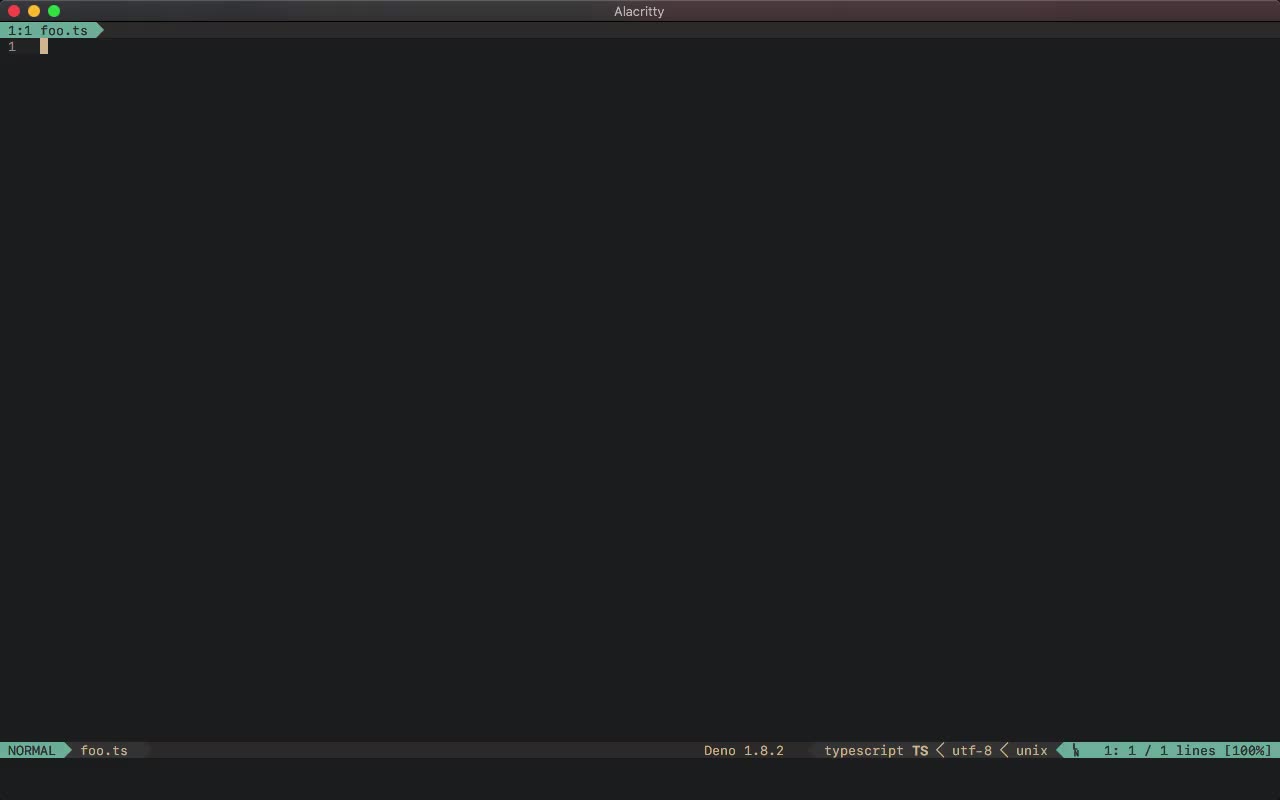 Alacritty
1:1 foo.ts
1
NORMAL foo.ts Deno 1.8.2 typescript TS utf-8 unix 1: 1 / 1 lines [100%]